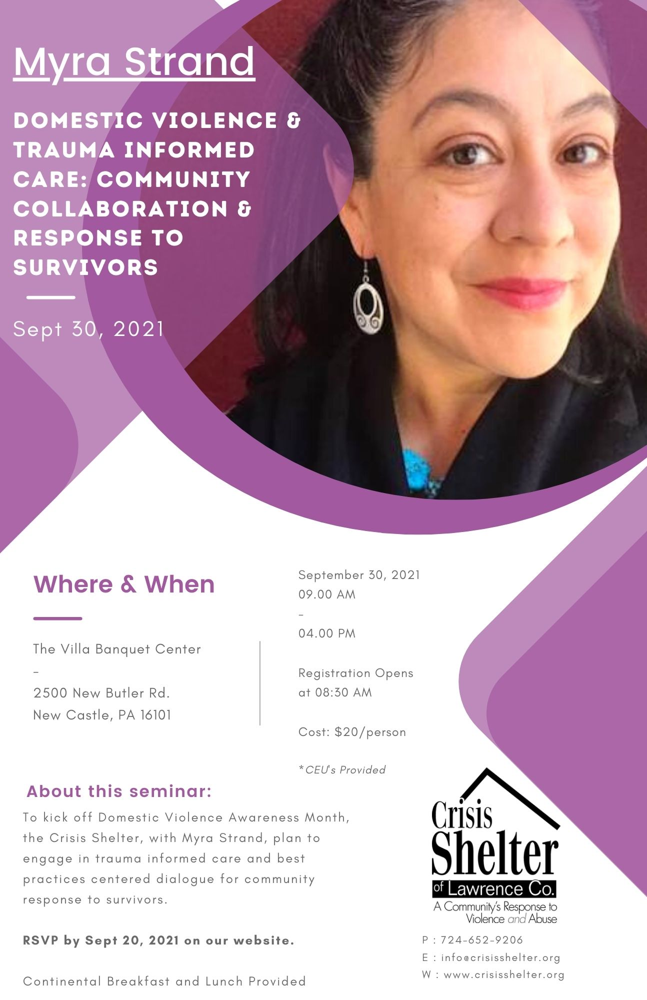 Myra Strand
DOMESTIC VIOLENCE &
TRAUMA INFORMED
CARE: COMMUNITY
COLLABORATION &
RESPONSE TO
SURVIVORS
Sept 30, 2021
Where & When
The Villa Banquet Center
-
2500 New Butler Rd.
New Castle, PA 16101
September 30, 2021
09.00 AM
-
04.00 PM
Registration Opens
at 08:30 AM
Cost: $20/person
*CEU's Provided
About this seminar:
To kick off Domestic Violence Awareness Month,
the Crisis Shelter, with Myra Strand, plan to
engage in trauma informed care and best
practices centered dialogue for community
response to survivors.
RSVP by Sept 20, 2021 on our website.
Continental Breakfast and Lunch Provided
Crisis
Shelter
of Lawrence Co.
A Community's Response to
Violence and Abuse
P : 724-652-9206
E : info@crisisshelter.org
W : www.crisisshelter.org